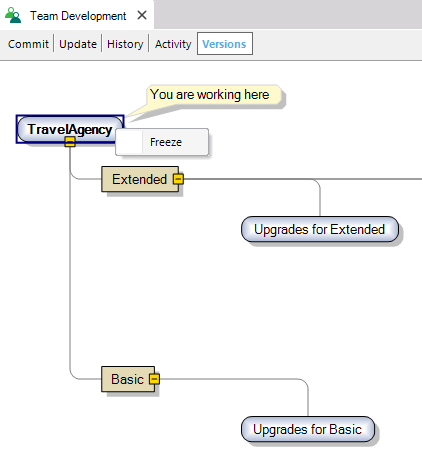 Team Development
Commit Update History Activity Versions
You are working here
TravelAgency
Freeze
Extended
Upgrades for Extended
Basic
Upgrades for Basic